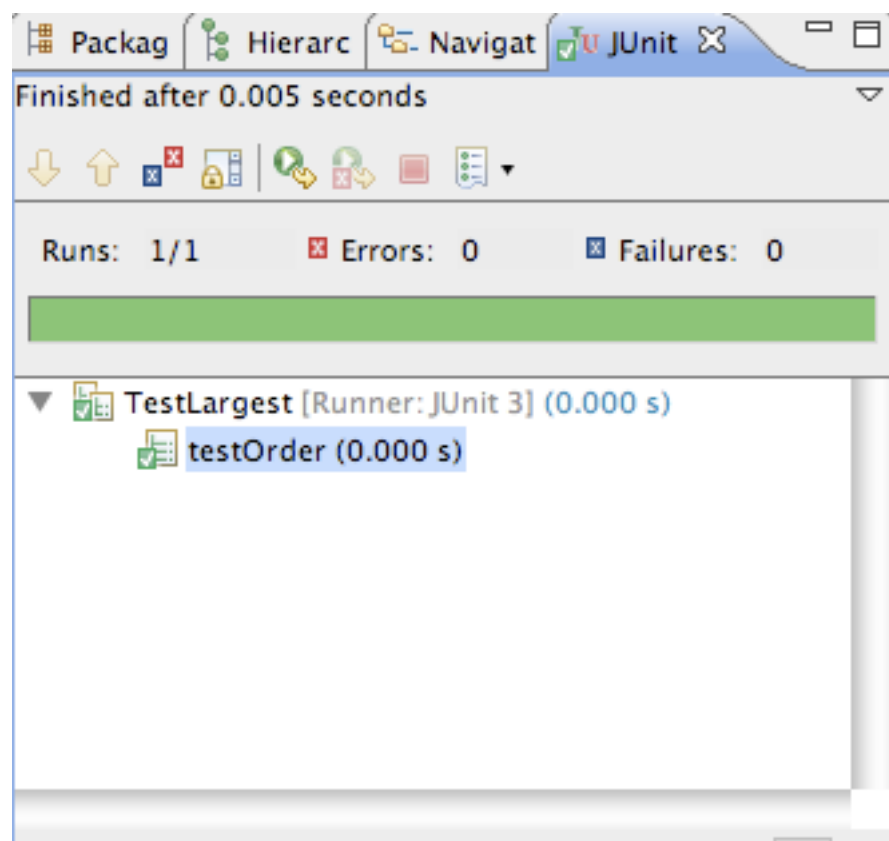 Packag Hierarc Navigat JUnit
Finished after 0.005 seconds
Runs: 1/1 Errors: 0 Failures: 0
TestLargest [Runner: JUnit 3] (0.000 s)
testOrder (0.000 s)